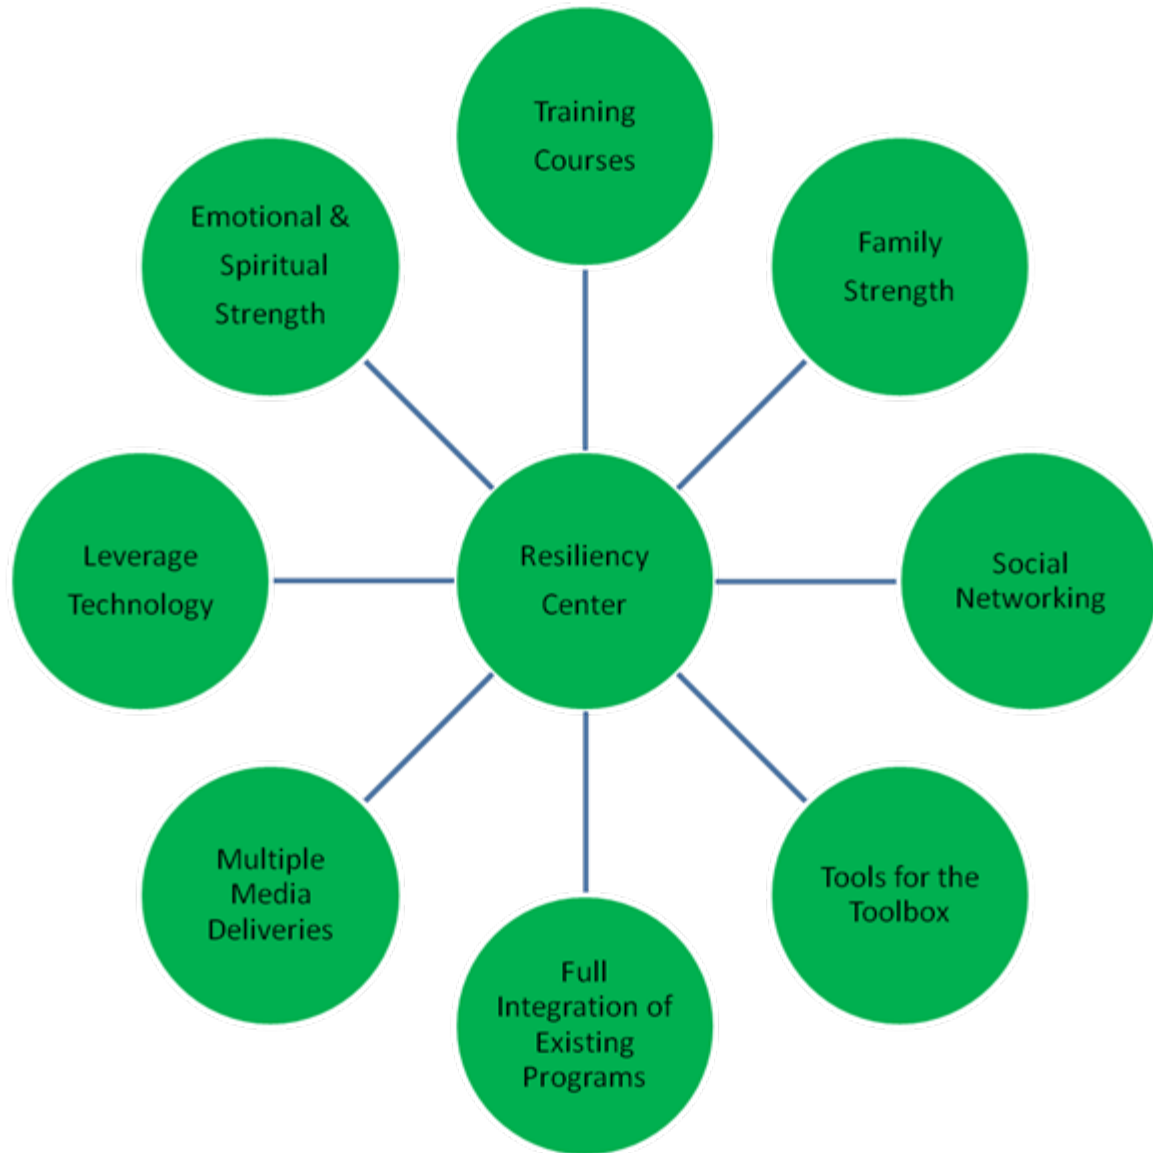 Training
Courses
Family
Strength
Social
Networking
Tools for the
Toolbox
Full
Integration of
Existing
Programs
Multiple
Media
Deliveries
Leverage
Technology
Emotional &
Spiritual
Strength
Resiliency
Center